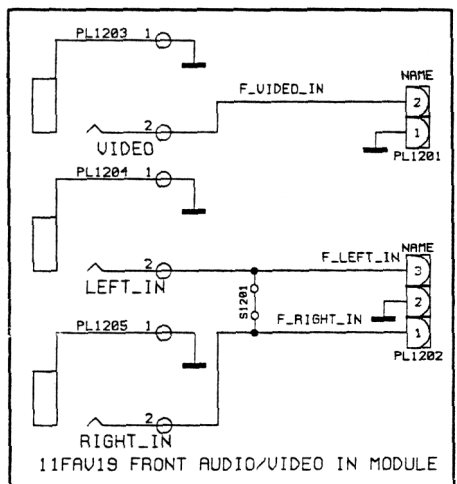 PL1203 1
NAME
F_VIDEO_IN
2
2
1
VIDEO
PL1201
PL1204 1
NAME
F_LEFT_IN
2
3
LEFT_IN
S1201
2
F_RIGHT_IN
PL1205 1
1
PL1202
2
RIGHT_IN
11FAV19 FRONT AUDIO/VIDEO IN MODULE